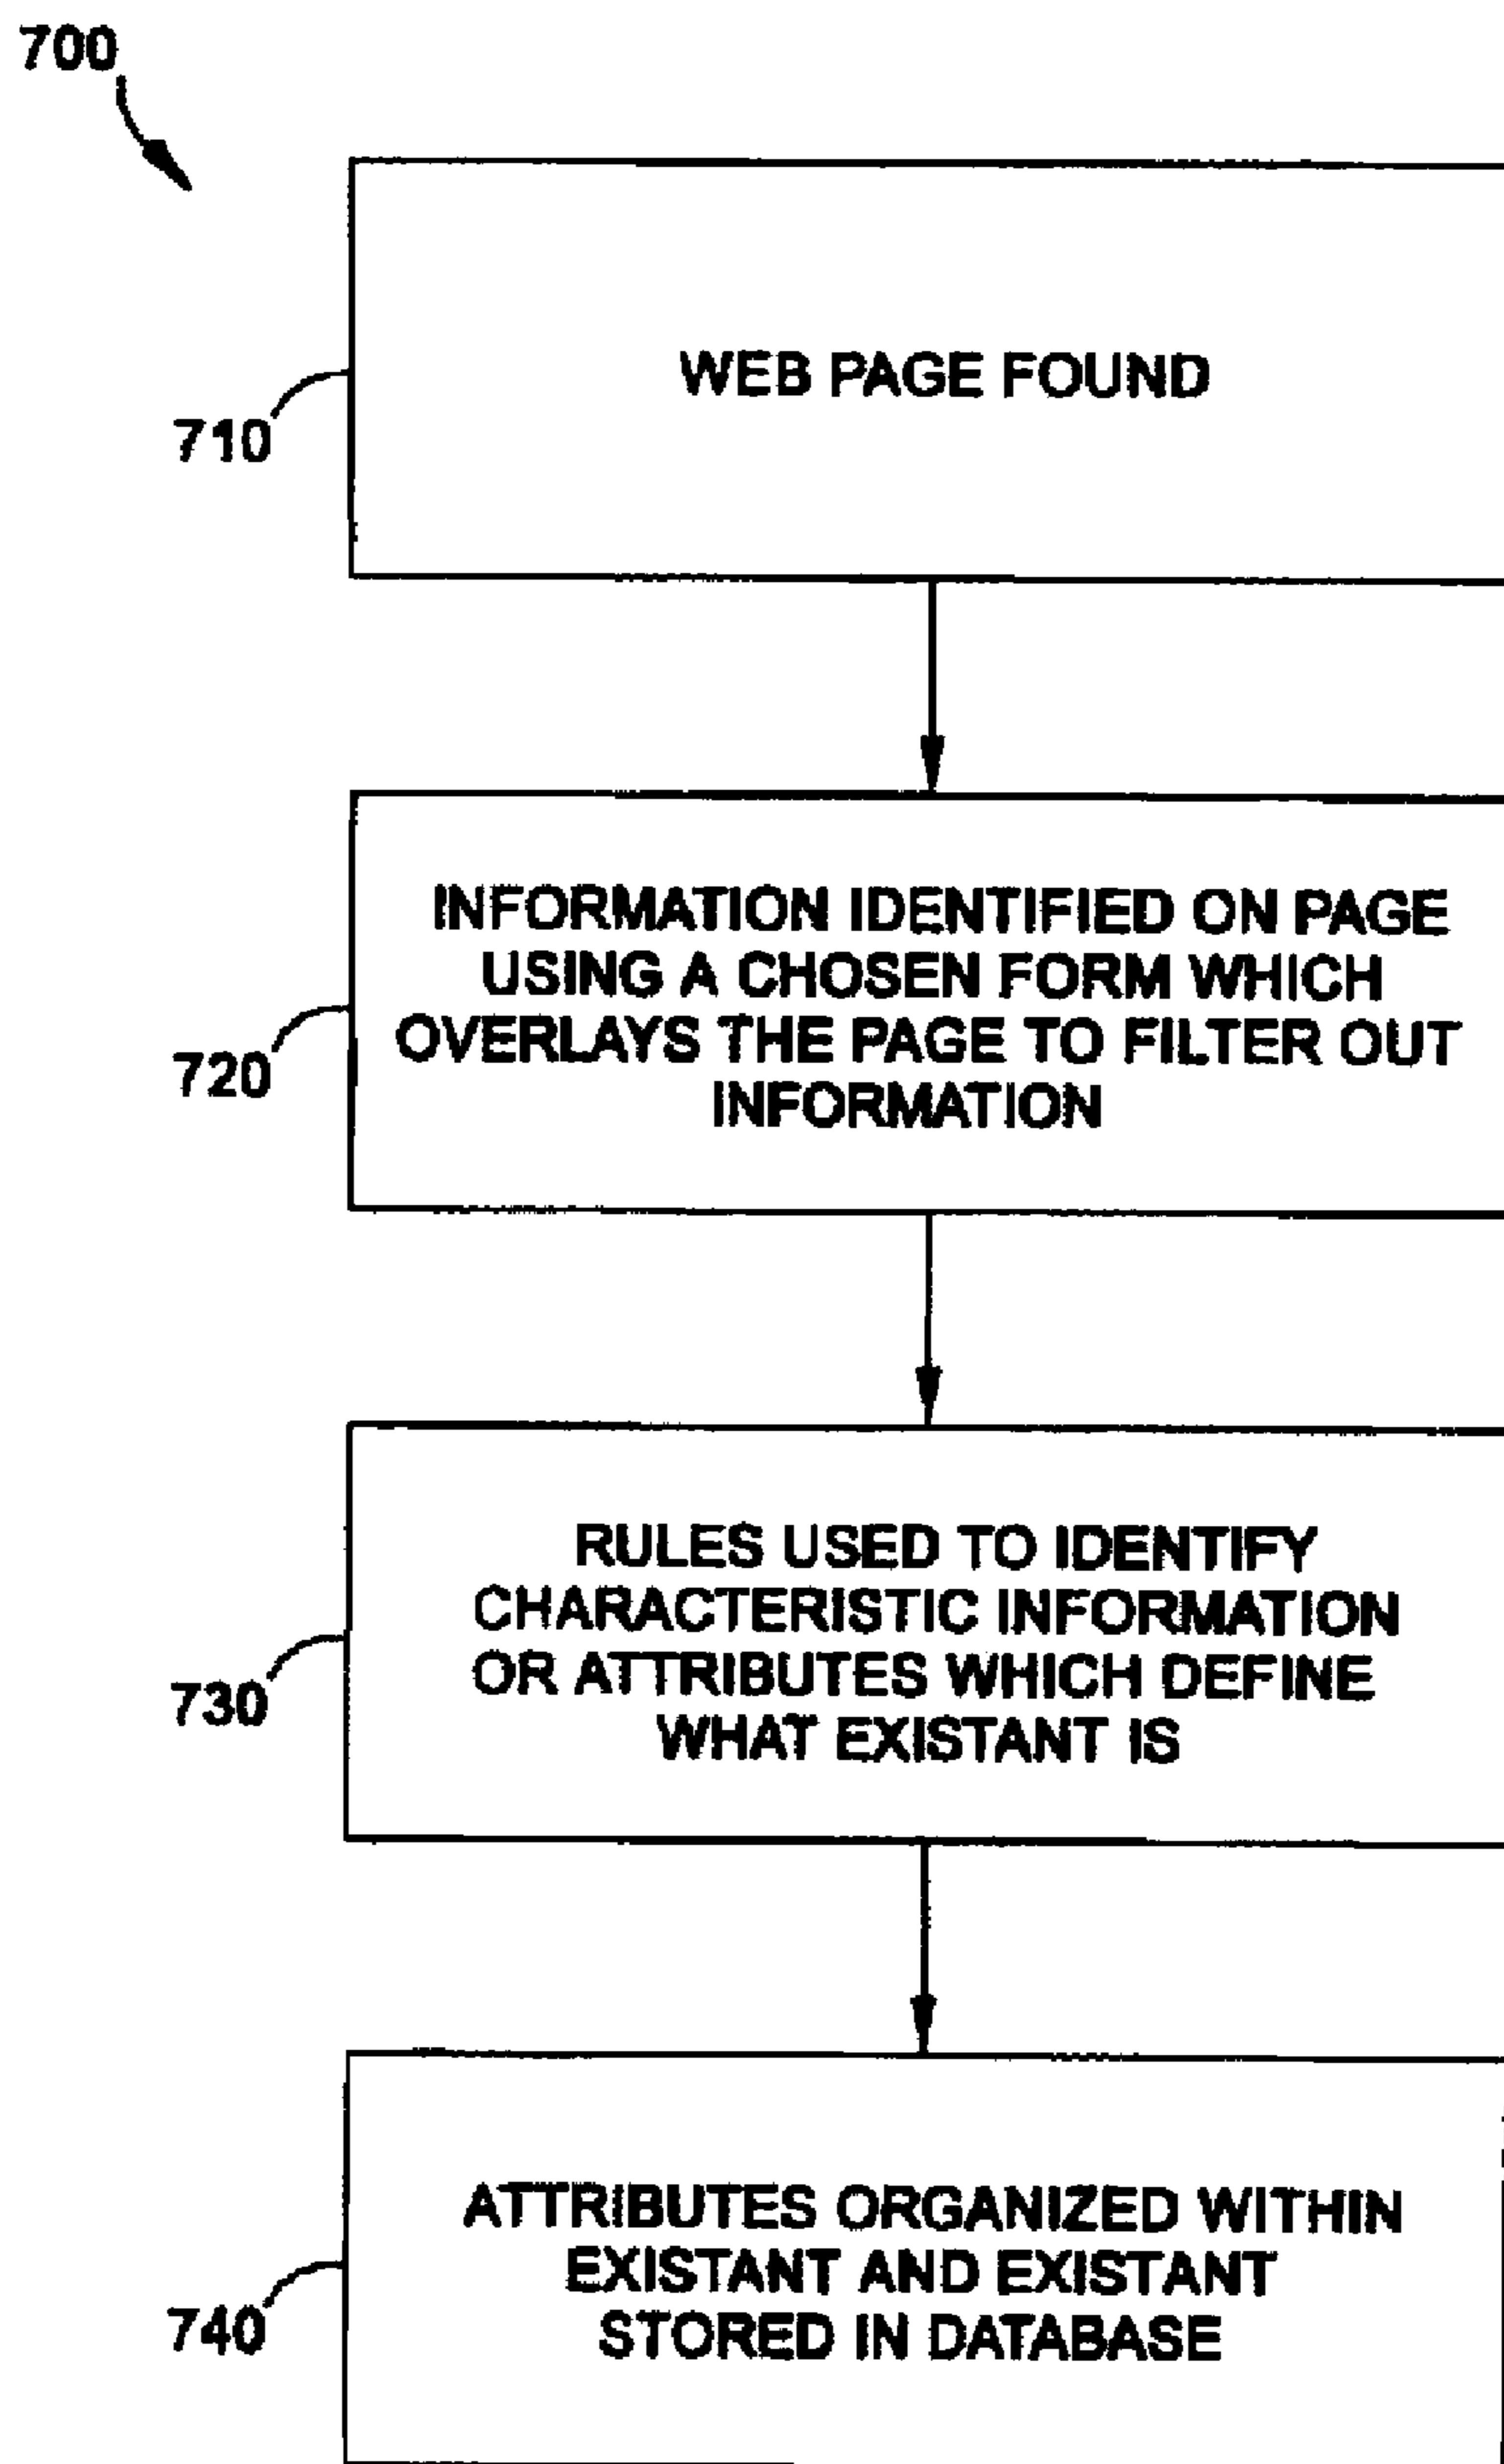 700
WEB PAGE FOUND
710
INFORMATION IDENTIFIED ON PAGE
USING A CHOSEN FORM WHICH
OVERLAYS THE PAGE TO FILTER OUT
INFORMATION
720
RULES USED TO IDENTIFY
CHARACTERISTIC INFORMATION
OR ATTRIBUTES WHICH DEFINE
WHAT EXISTANT IS
730
ATTRIBUTES ORGANIZED WITHIN
EXISTANT AND EXISTANT
STORED IN DATABASE
740